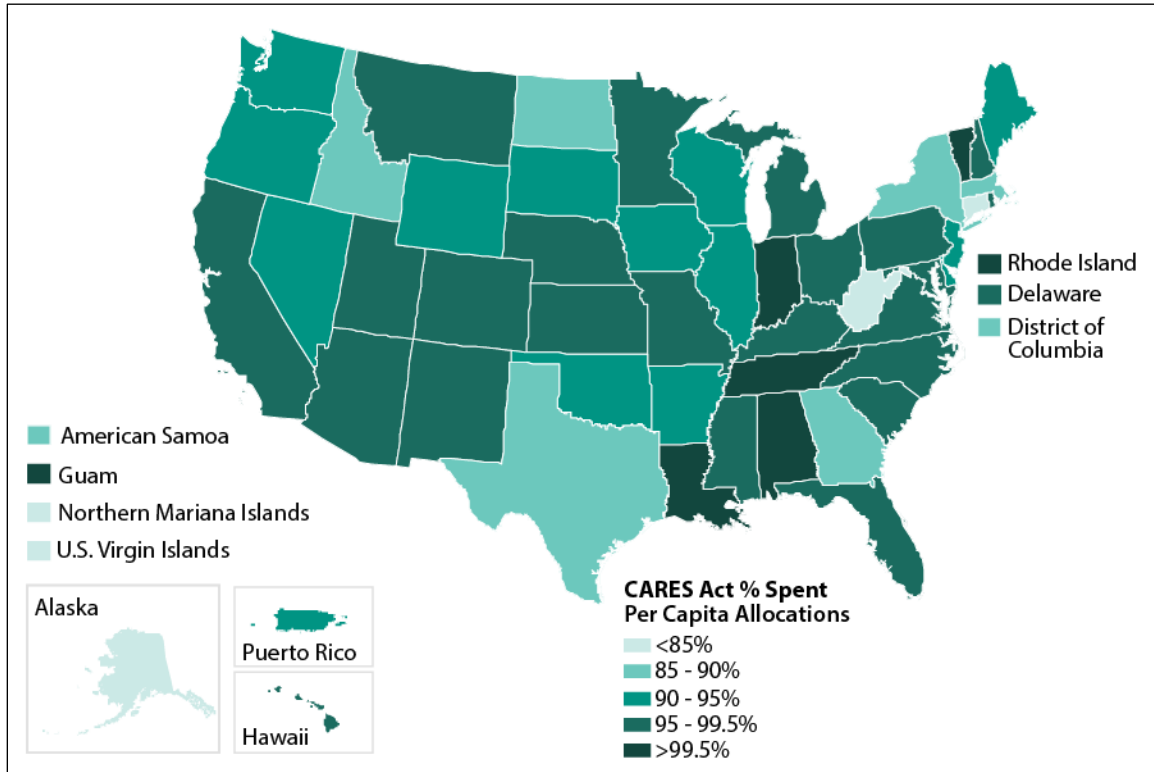 Rhode Island
Delaware
District of
Columbia
American Samoa
Guam
Northern Mariana Islands
U.S. Virgin Islands
Alaska
Puerto Rico
Hawaii
CARES Act % Spent
Per Capita Allocations
<85%
85 - 90%
90 - 95%
95 - 99.5%
>99.5%